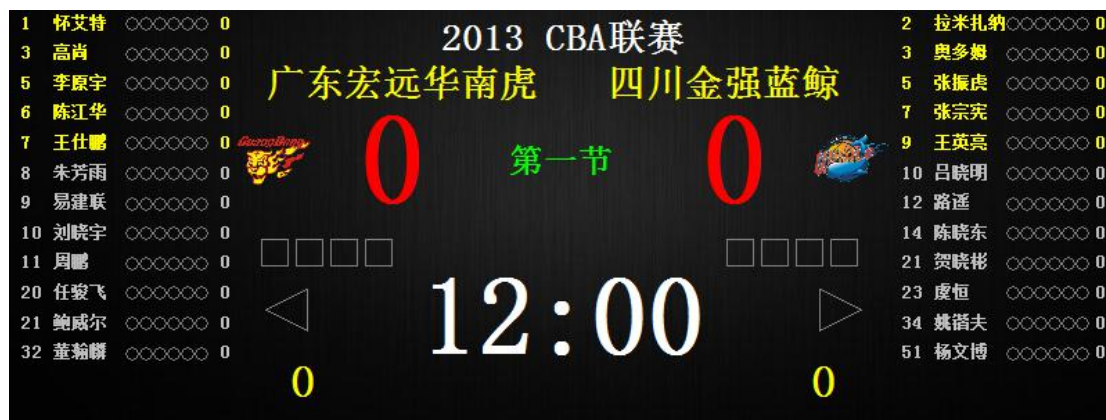 2013 CBA联赛
广东宏远华南虎 四川金强蓝鲸
0 第一节 0
12:00
0 0
1 怀艾特 0
3 高尚 0
5 李原宇 0
6 陈江华 0
7 王仕鹏 0
8 朱芳雨 0
9 易建联 0
10 刘晓宇 0
11 周鹏 0
20 任骏飞 0
21 鲍威尔 0
32 董瀚麟 0
GuangDong
2 拉米扎纳 0
3 奥多姆 0
5 张振虎 0
7 张宗宪 0
9 王英亮 0
10 吕晓明 0
12 路遥 0
14 陈晓东 0
21 贺晓彬 0
23 虞恒 0
34 姚谐夫 0
51 杨文博 0